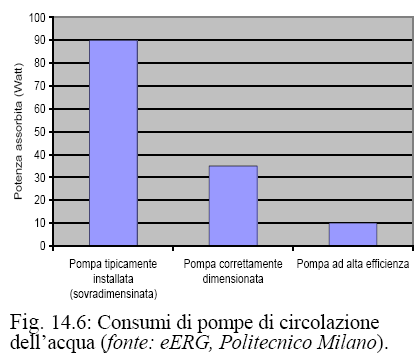 Potenza assorbita (Watt)
100
90
80
70
60
50
40
30
20
10
0
Pompa tipicamente
installata
(sovradimensinata)
Pompa correttamente
dimensionata
Pompa ad alta efficienza
Fig. 14.6: Consumi di pompe di circolazione
dell’acqua (fonte: eERG, Politecnico Milano).